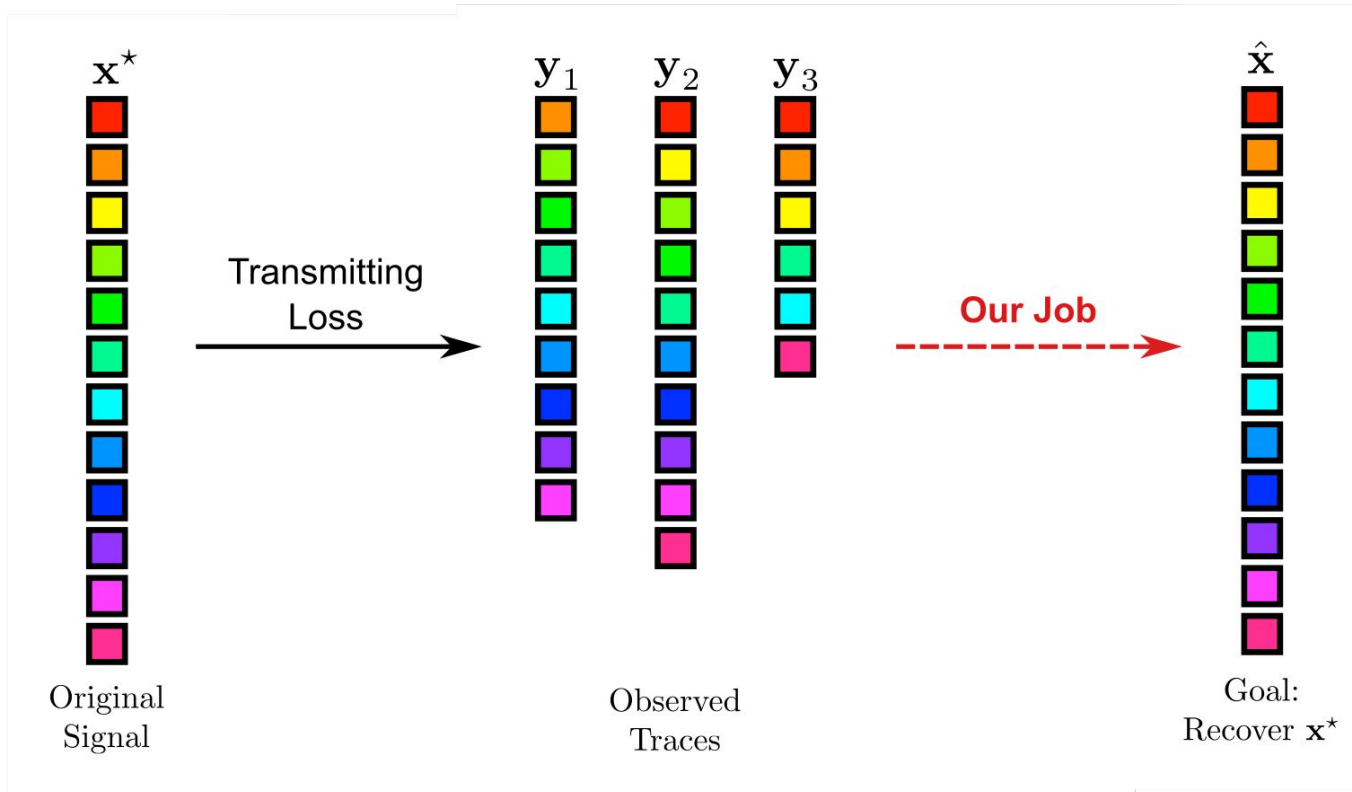 x⋆
y₁
y₂
y₃
x̂
Transmitting
Loss
Our Job
Original
Signal
Observed
Traces
Goal:
Recover x⋆